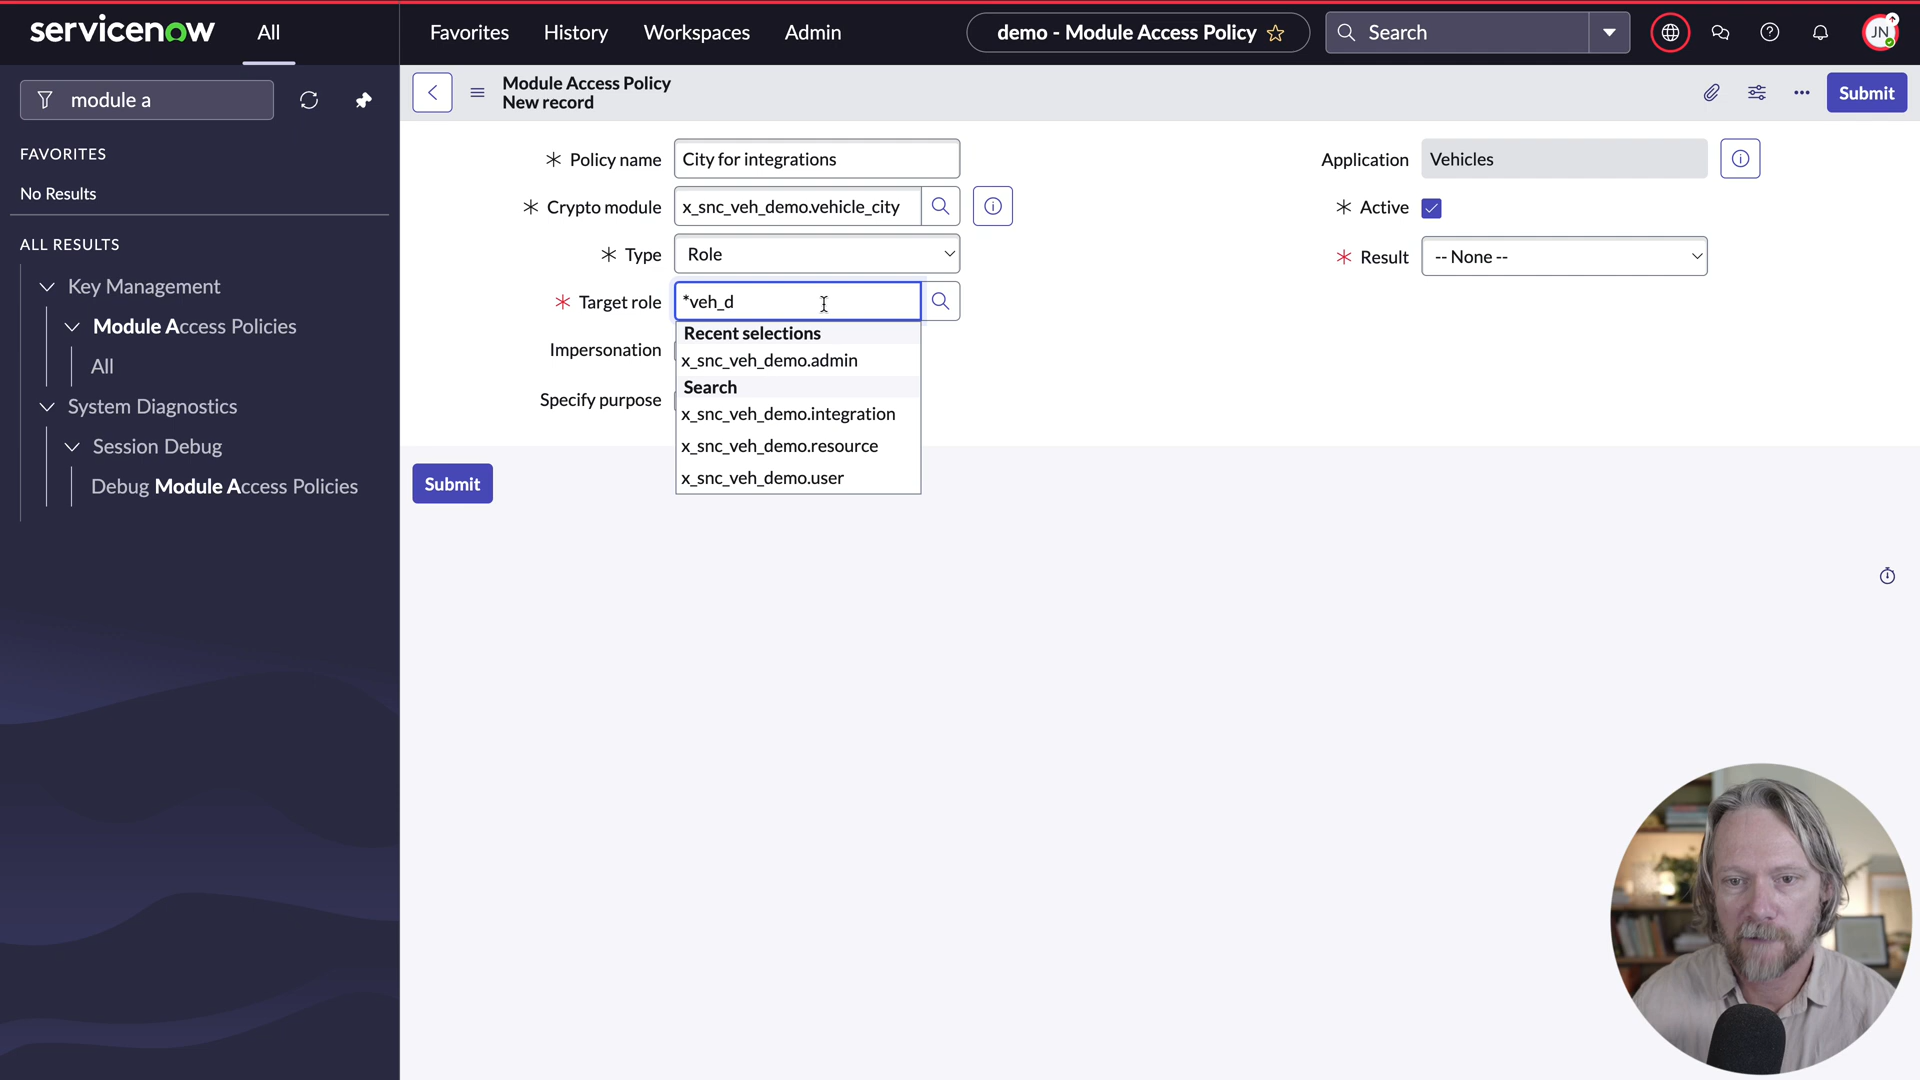 servicenow
All
Favorites
History
Workspaces
Admin
demo - Module Access Policy
Search
JN
module a
FAVORITES
No Results
ALL RESULTS
Key Management
Module Access Policies
All
System Diagnostics
Session Debug
Debug Module Access Policies
Module Access Policy
New record
Submit
* Policy name
City for integrations
* Crypto module
x_snc_veh_demo.vehicle_city
* Type
Role
* Target role
*veh_d
Recent selections
x_snc_veh_demo.admin
Search
x_snc_veh_demo.integration
x_snc_veh_demo.resource
x_snc_veh_demo.user
Impersonation
Specify purpose
Application
Vehicles
* Active
* Result
-- None --
Submit